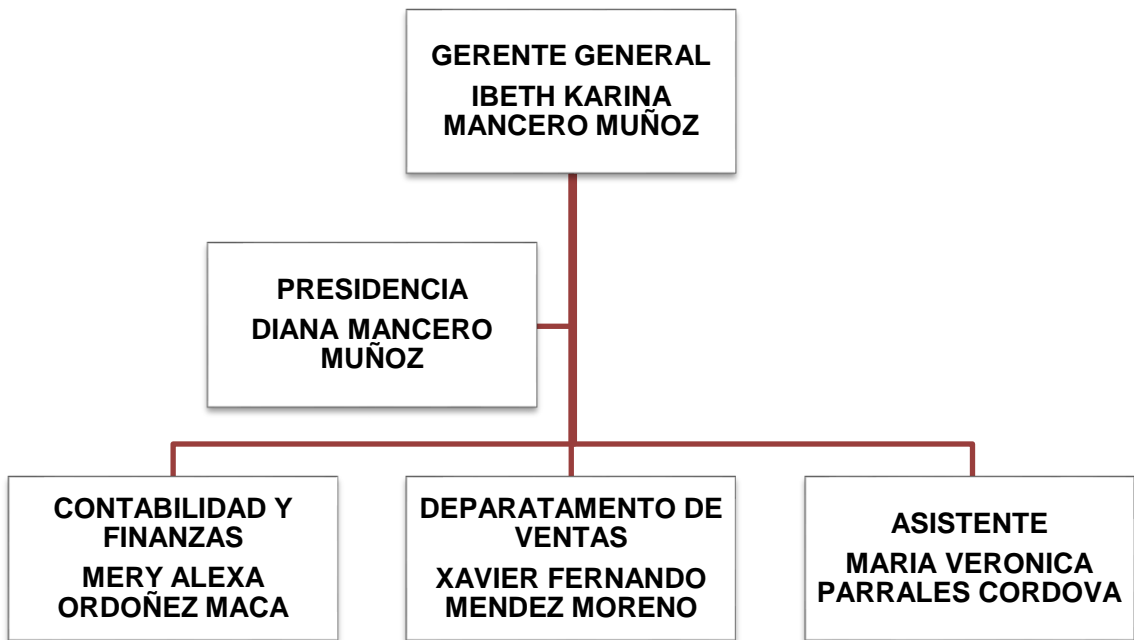 GERENTE GENERAL
IBETH KARINA
MANCERO MUÑOZ
PRESIDENCIA
DIANA MANCERO
MUÑOZ
CONTABILIDAD Y
FINANZAS
MERY ALEXA
ORDOÑEZ MACA
DEPARATAMENTO DE
VENTAS
XAVIER FERNANDO
MENDEZ MORENO
ASISTENTE
MARIA VERONICA
PARRALES CORDOVA